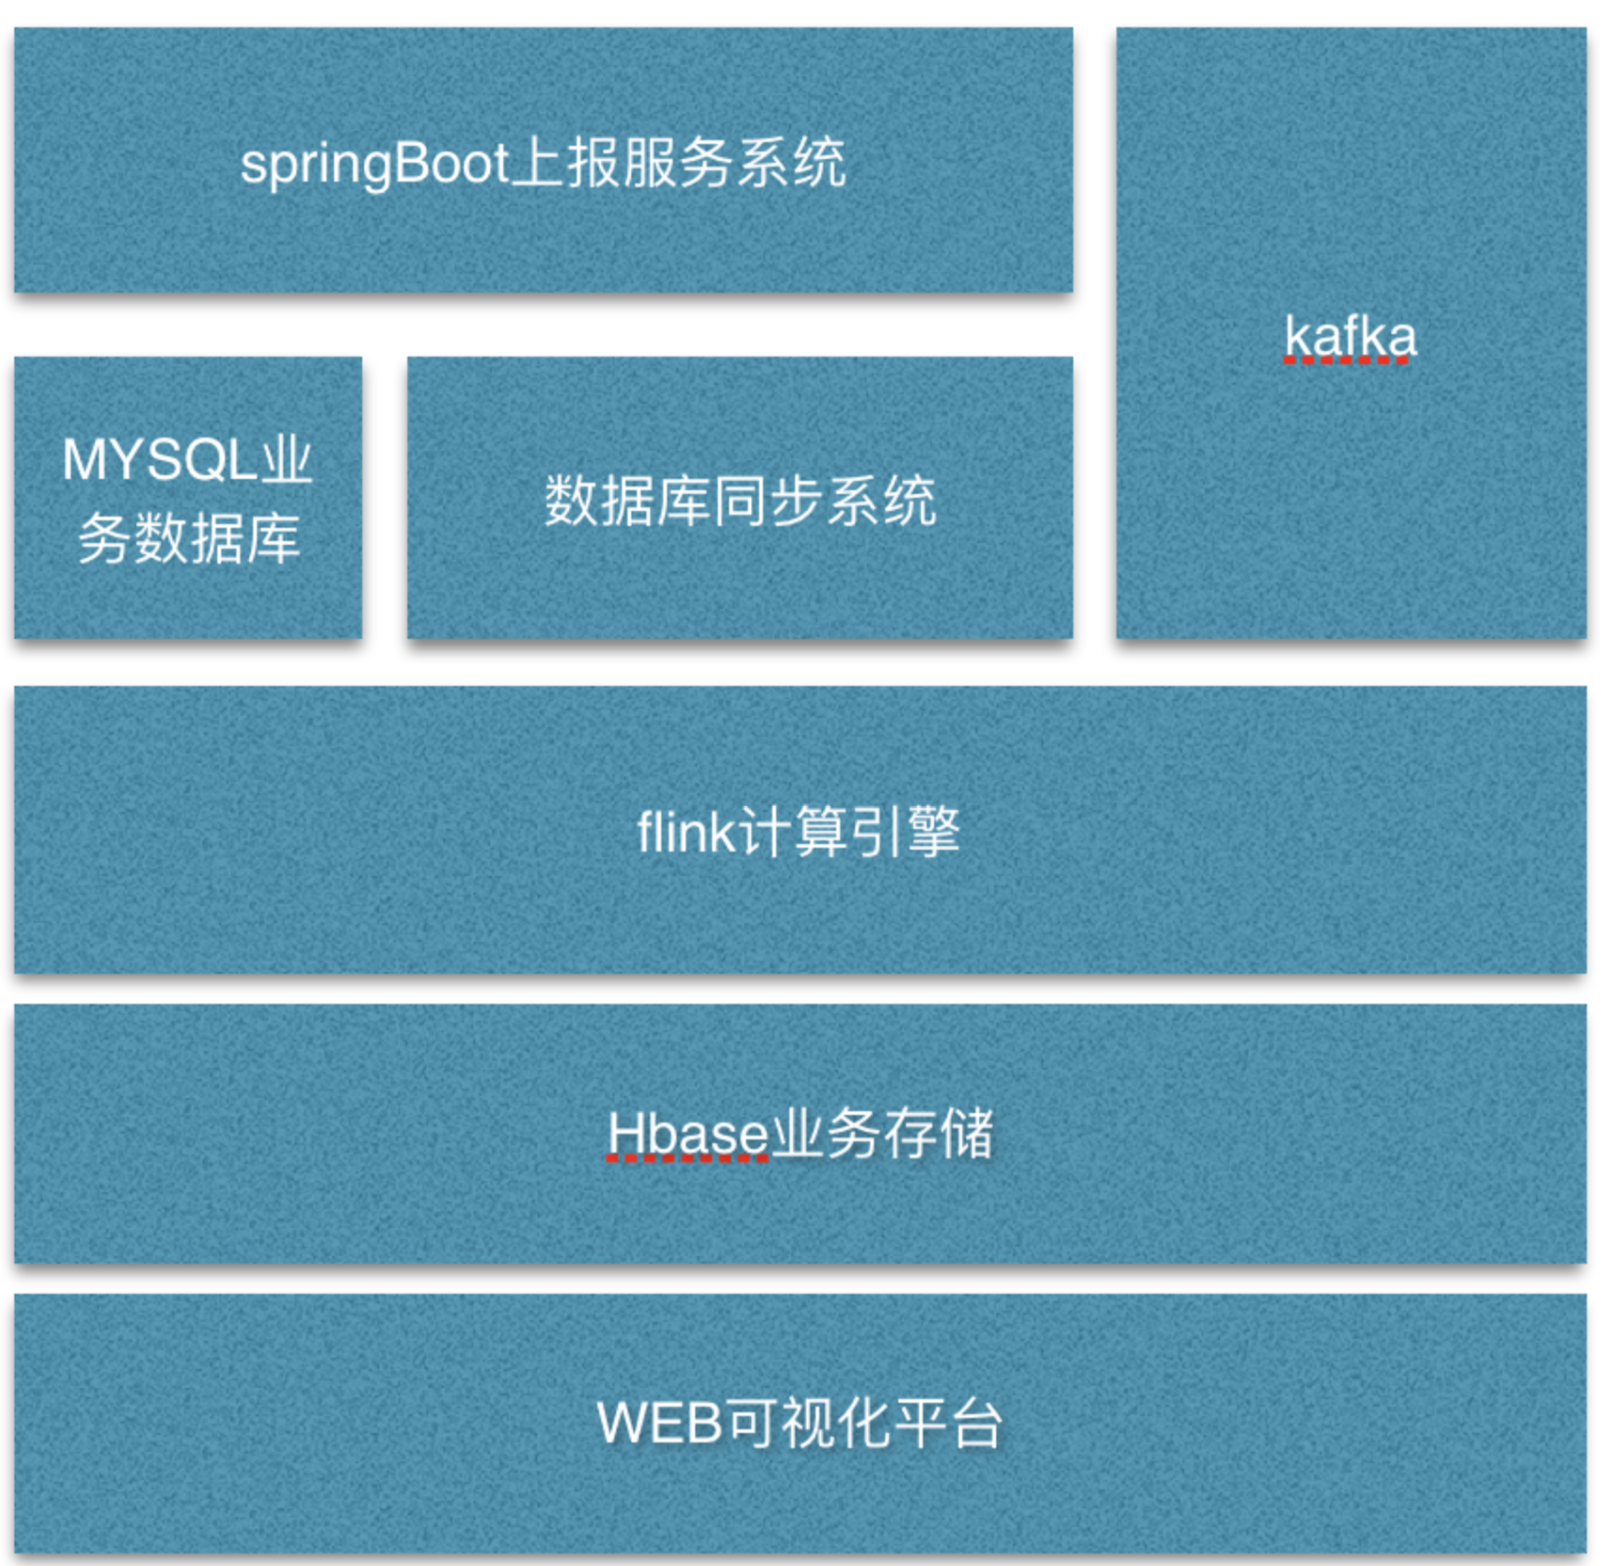 springBoot上报服务系统
kafka
MYSQL业
务数据库
数据库同步系统
flink计算引擎
Hbase业务存储
WEB可视化平台